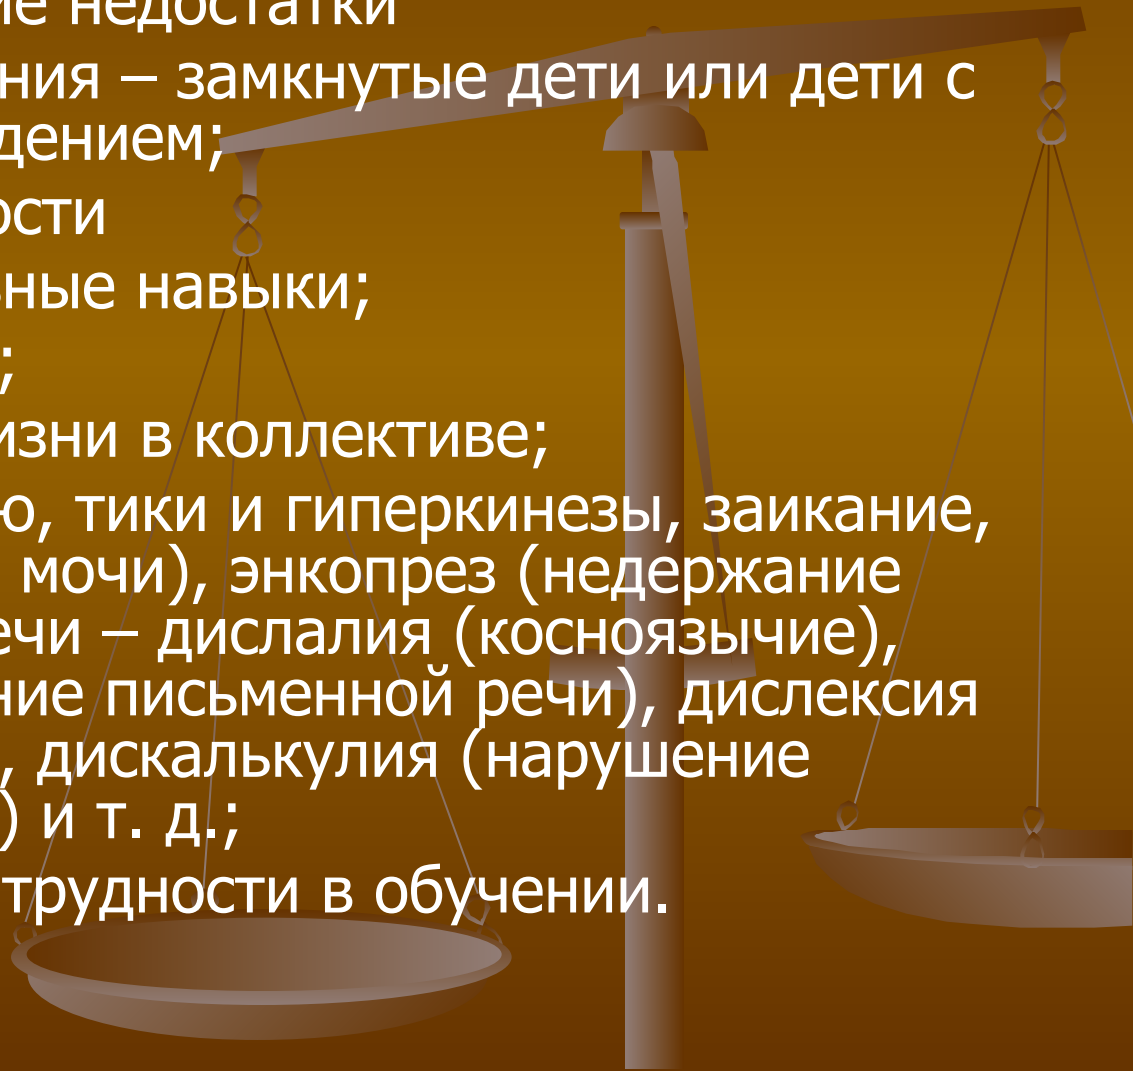 ие недостатки
ния – замкнутые дети или дети с
дением;
ости
ные навыки;
;
изни в коллективе;
ю, тики и гиперкинезы, заикание,
мочи), энкопрез (недержание
ечи – дислалия (косноязычие),
ние письменной речи), дислексия
, дискалькулия (нарушение
) и т. д.;
трудности в обучении.